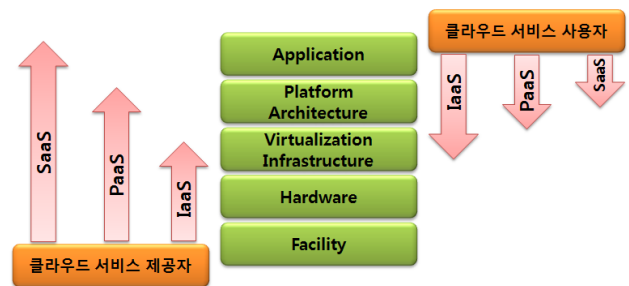 클라우드 서비스 사용자
IaaS
PaaS
SaaS
Application
Platform
Architecture
Virtualization
Infrastructure
Hardware
Facility
SaaS
PaaS
IaaS
클라우드 서비스 제공자